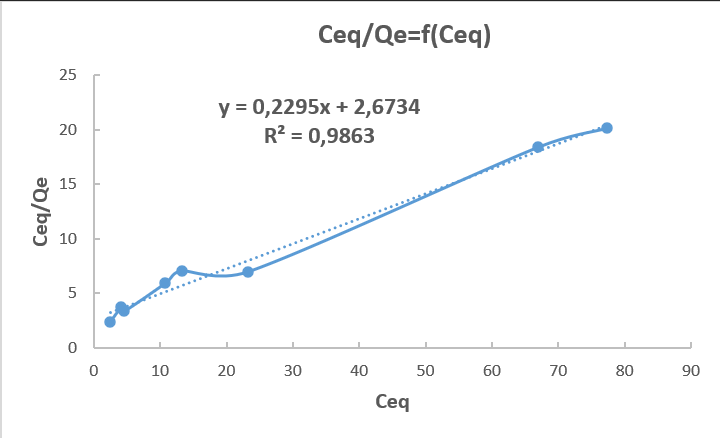 Ceq/Qe=f(Ceq)
y = 0,2295x + 2,6734
R² = 0,9863
25
20
15
10
5
0
Ceq/Qe
0 10 20 30 40 50 60 70 80 90
Ceq